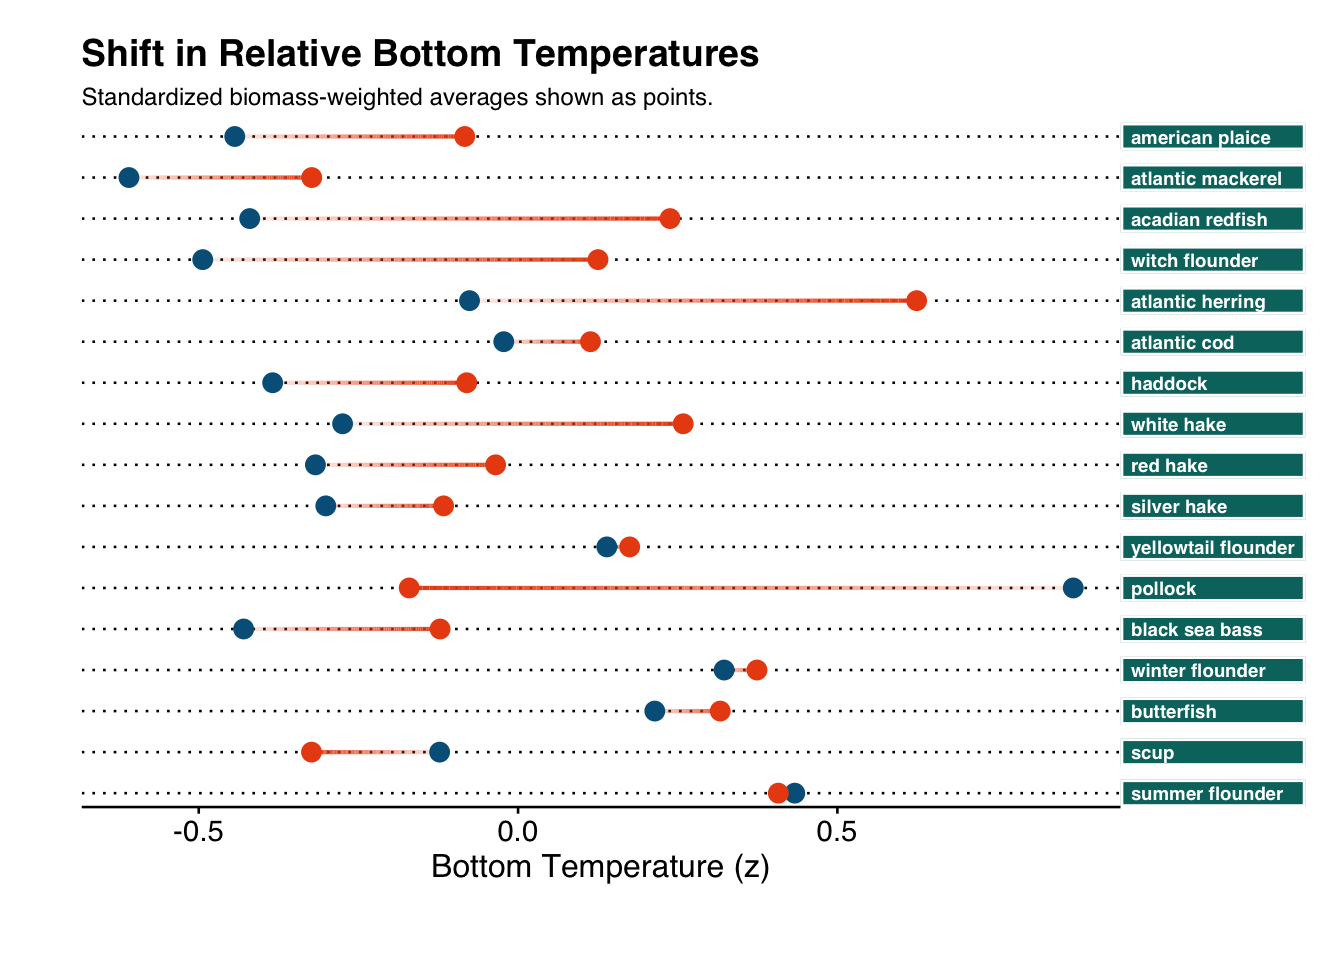 Shift in Relative Bottom Temperatures
Standardized biomass-weighted averages shown as points.
american plaice
atlantic mackerel
acadian redfish
witch flounder
atlantic herring
atlantic cod
haddock
white hake
red hake
silver hake
yellowtail flounder
pollock
black sea bass
winter flounder
butterfish
scup
summer flounder
-0.5 0.0 0.5
Bottom Temperature (z)